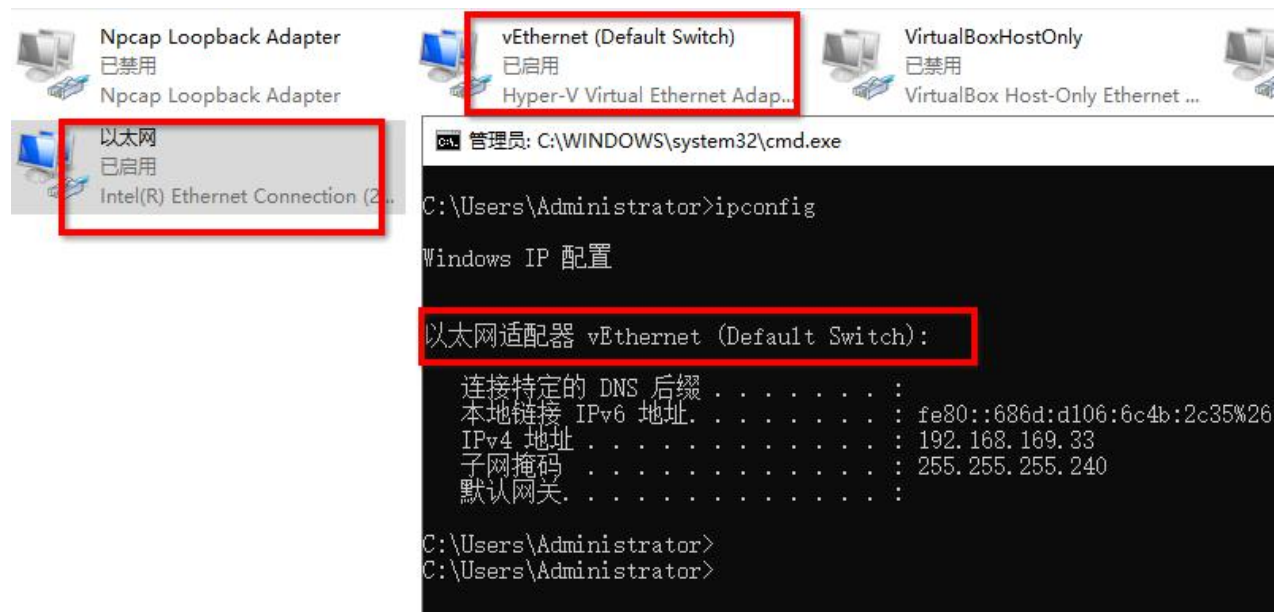 Npcap Loopback Adapter
已禁用
Npcap Loopback Adapter
vEthernet (Default Switch)
已启用
Hyper-V Virtual Ethernet Adap...
VirtualBoxHostOnly
已禁用
VirtualBox Host-Only Ethernet ...
以太网
已启用
Intel(R) Ethernet Connection (2...
管理员: C:\WINDOWS\system32\cmd.exe
C:\Users\Administrator>ipconfig
Windows IP 配置
以太网适配器 vEthernet (Default Switch):
连接特定的 DNS 后缀 . . . . . . . :
本地链接 IPv6 地址. . . . . . . . : fe80::686d:d106:6c4b:2c35%26
IPv4 地址 . . . . . . . . . . . . : 192.168.169.33
子网掩码 . . . . . . . . . . . . : 255.255.255.240
默认网关. . . . . . . . . . . . . :
C:\Users\Administrator>
C:\Users\Administrator>